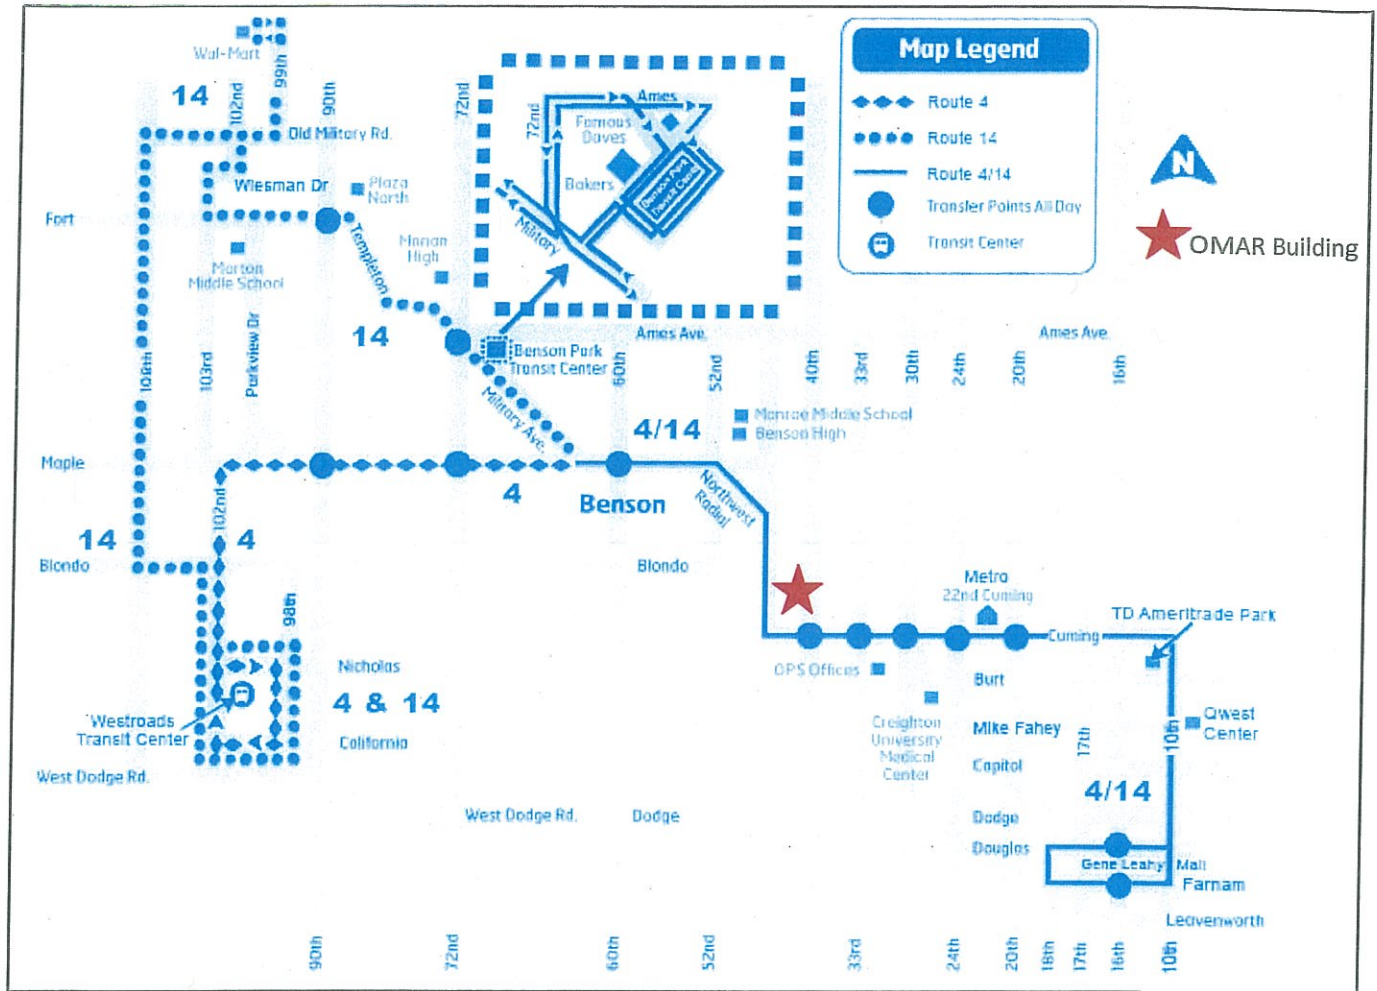 Wal-Mart
14
102nd
99th
90th
72nd
Old Military Rd.
Wiesman Dr
Plaza
North
Fort
Templeton
Marian
High
Morton
Middle School
Parkview Dr
14
108th
103rd
72nd
Ames
Famous
Daves
Bakers
Benson Park
Transit Center
Military
Map Legend
Route 4
Route 14
Route 4/14
Transfer Points All Day
Transit Center
N
OMAR Building
Ames Ave.
Ames Ave.
Benson Park
Transit Center
60th
52nd
40th
33rd
30th
24th
20th
16th
Military Ave.
4/14
Monroe Middle School
Benson High
Maple
4
Benson
Northwest
Radial
102nd
14
4
Blondo
Blondo
98th
Metro
22nd Cuming
TD Ameritrade Park
Cuming
Nicholas
OPS Offices
Burt
4 & 14
Westroads
Transit Center
California
West Dodge Rd.
Creighton
University
Medical
Center
Mike Fahey
17th
10th
Qwest
Center
Capitol
4/14
West Dodge Rd.
Dodge
Dodge
Douglas
Gene Leahy Mall
Farnam
Leavenworth
90th
72nd
60th
52nd
33rd
24th
20th
18th
17th
16th
10th